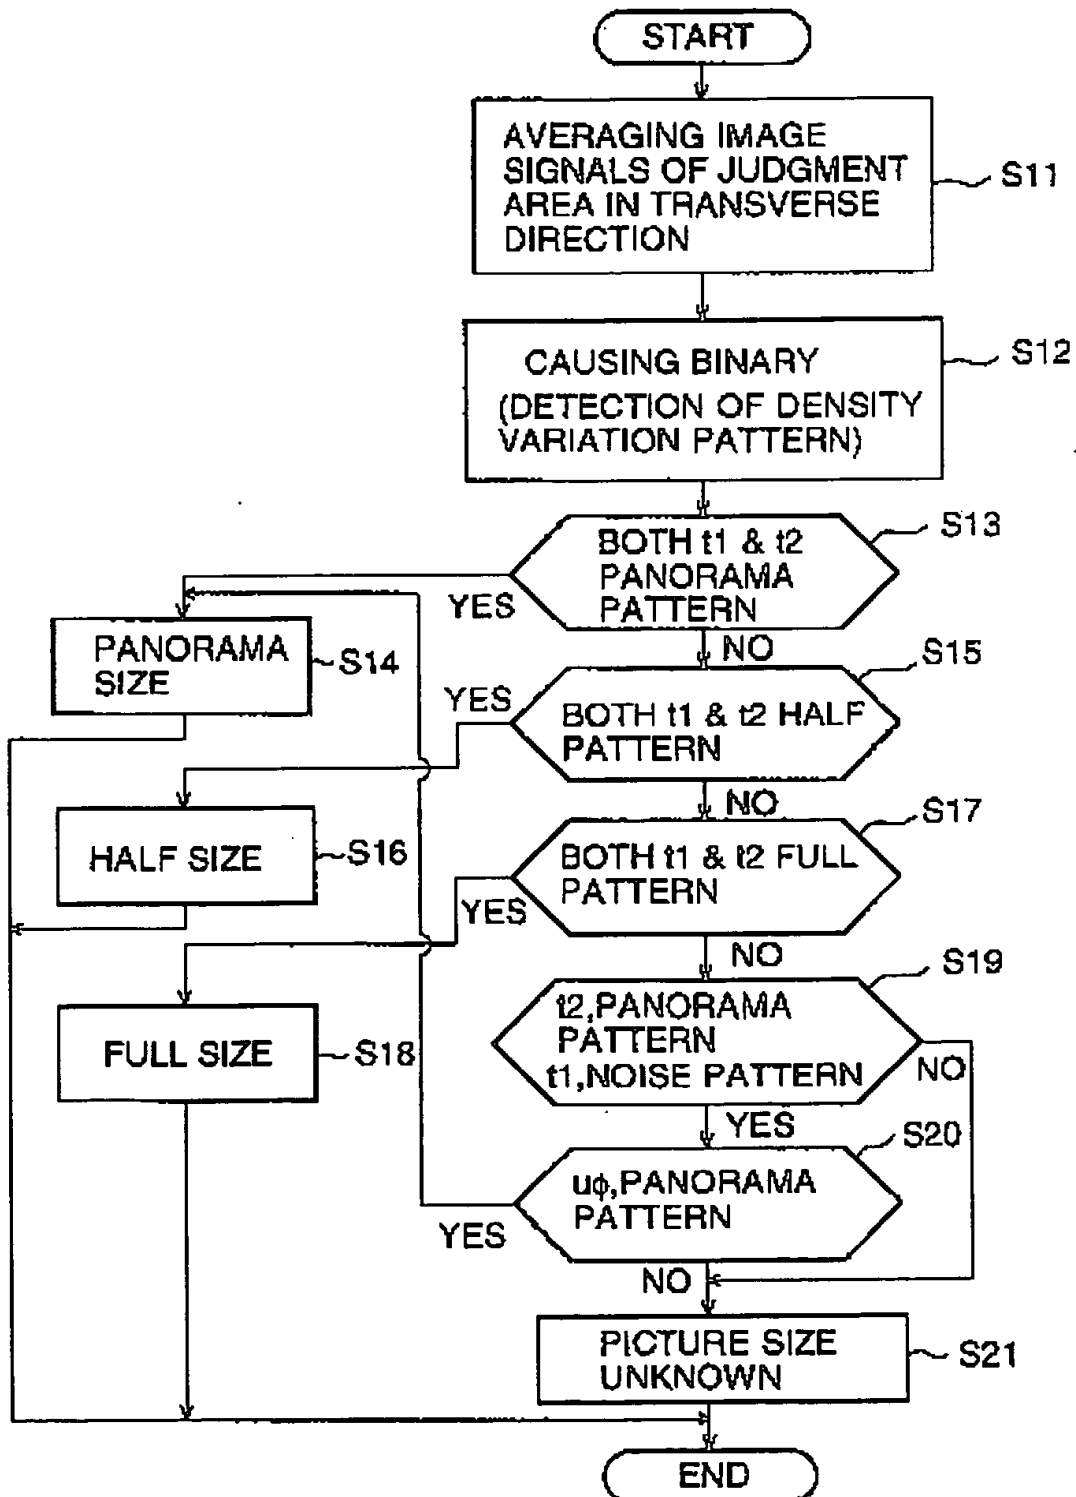 START
AVERAGING IMAGE
SIGNALS OF JUDGMENT
AREA IN TRANSVERSE
DIRECTION
S11
CAUSING BINARY
(DETECTION OF DENSITY
VARIATION PATTERN)
S12
BOTH t1 & t2
PANORAMA
PATTERN
S13
YES
NO
PANORAMA
SIZE
S14
BOTH t1 & t2 HALF
PATTERN
S15
YES
NO
HALF SIZE
S16
BOTH t1 & t2 FULL
PATTERN
S17
YES
NO
FULL SIZE
S18
t2,PANORAMA
PATTERN
t1,NOISE PATTERN
S19
NO
YES
uφ,PANORAMA
PATTERN
S20
YES
NO
PICTURE SIZE
UNKNOWN
S21
END